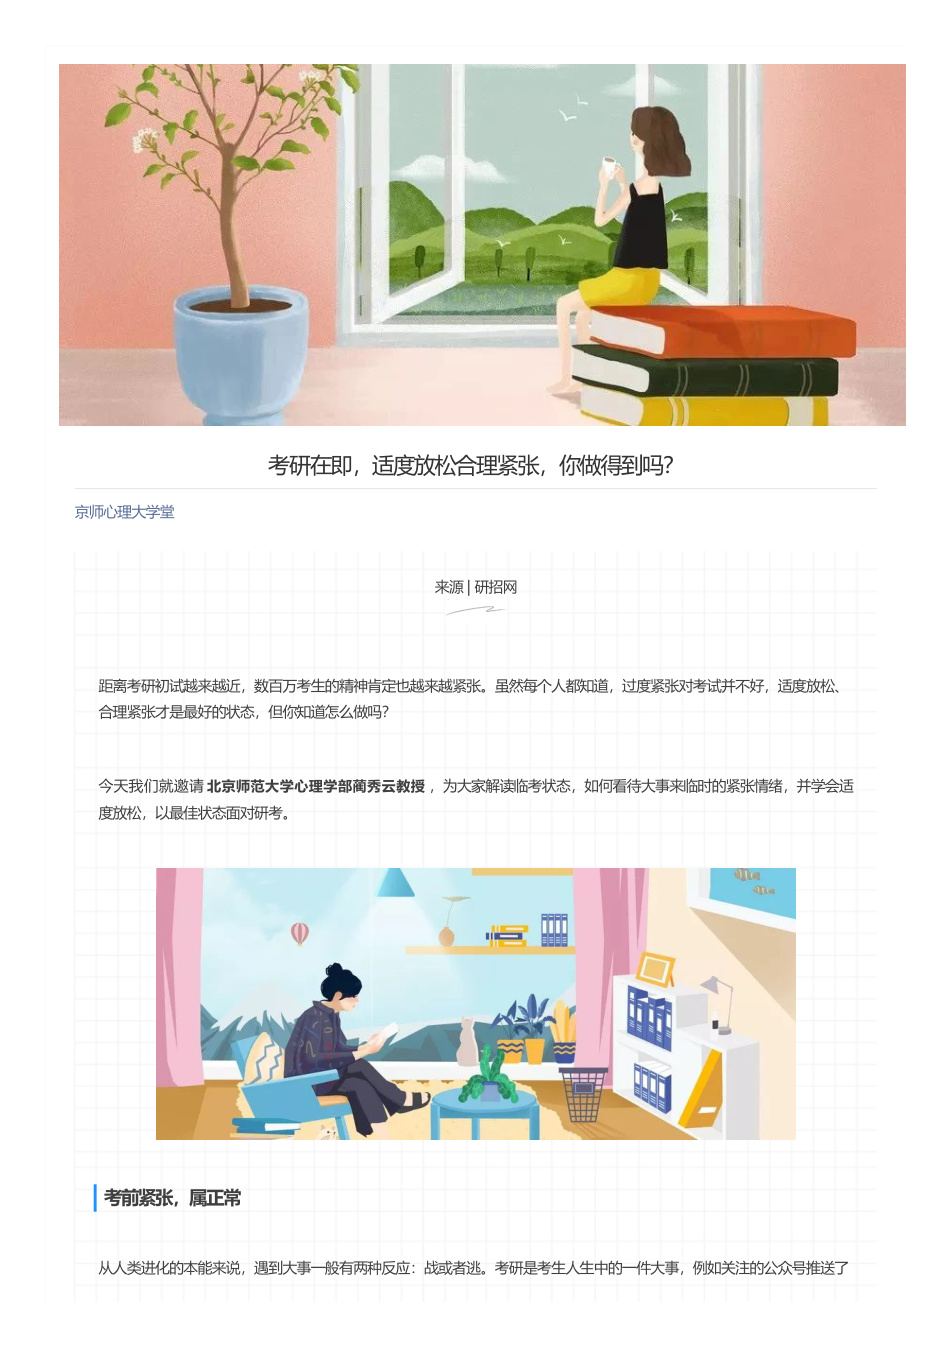 考研在即，适度放松合理紧张，你做得到吗？
京师心理大学堂
来源 | 研招网
距离考研初试越来越近，数百万考生的精神肯定也越来越紧张。虽然每个人都知道，过度紧张对考试并不好，适度放松、
合理紧张才是最好的状态，但你知道怎么做吗？
今天我们就邀请 北京师范大学心理学部蔺秀云教授 ，为大家解读临考状态，如何看待大事来临时的紧张情绪，并学会适
度放松，以最佳状态面对研考。
考前紧张，属正常
从人类进化的本能来说，遇到大事一般有两种反应：战或者逃。考研是考生人生中的一件大事，例如关注的公众号推送了